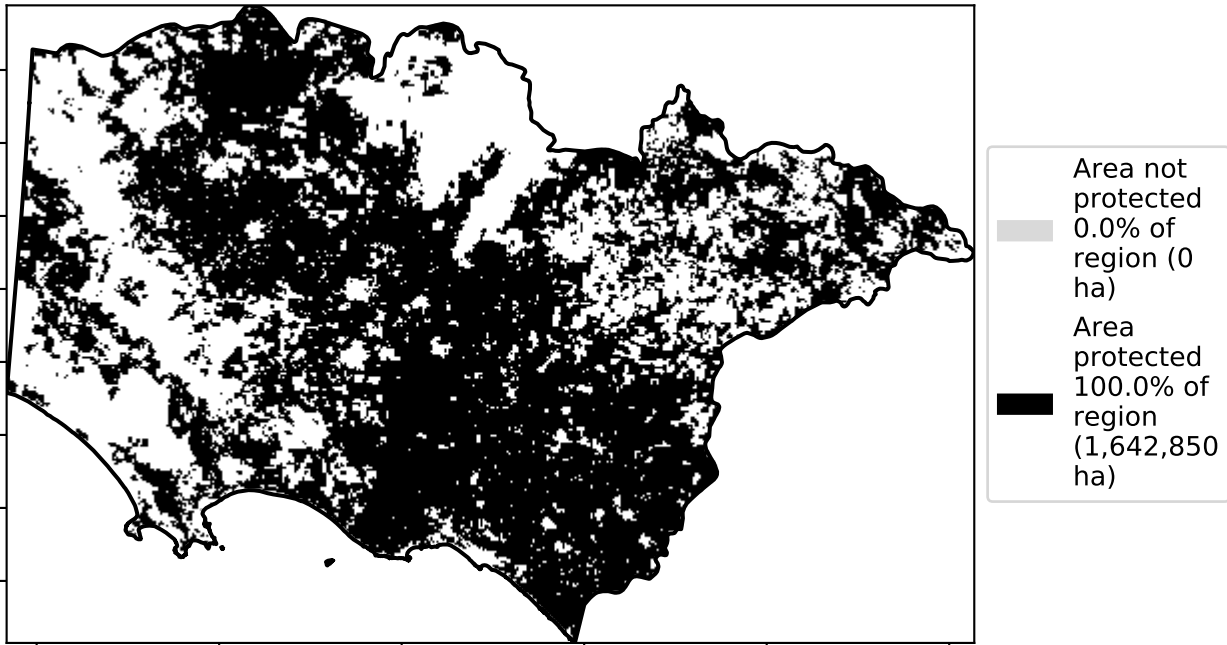 Area not
protected
0.0% of
region (0
ha)
Area
protected
100.0% of
region
(1,642,850
ha)